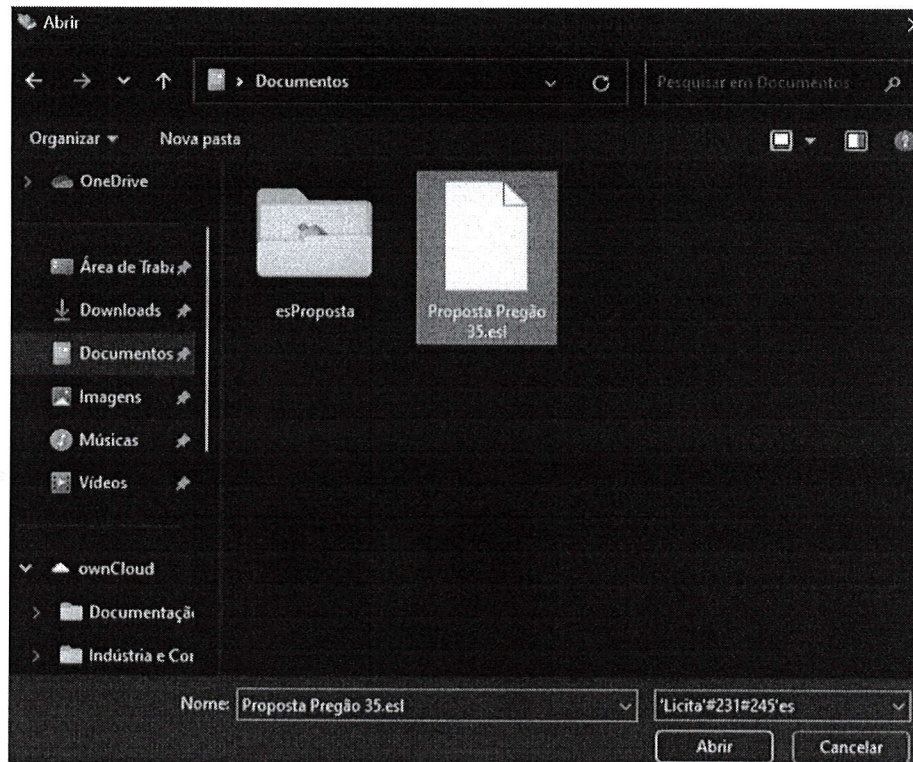 Abrir
Documentos
Pesquisar em Documentos
Organizar
Nova pasta
OneDrive
Área de Traba
Downloads
Documentos
Imagens
Músicas
Vídeos
ownCloud
Documentaçã
Indústria e Cor
esProposta
Proposta Pregão
35.esl
Nome: Proposta Pregão 35.esl
'Licita'#231#245'es
Abrir
Cancelar